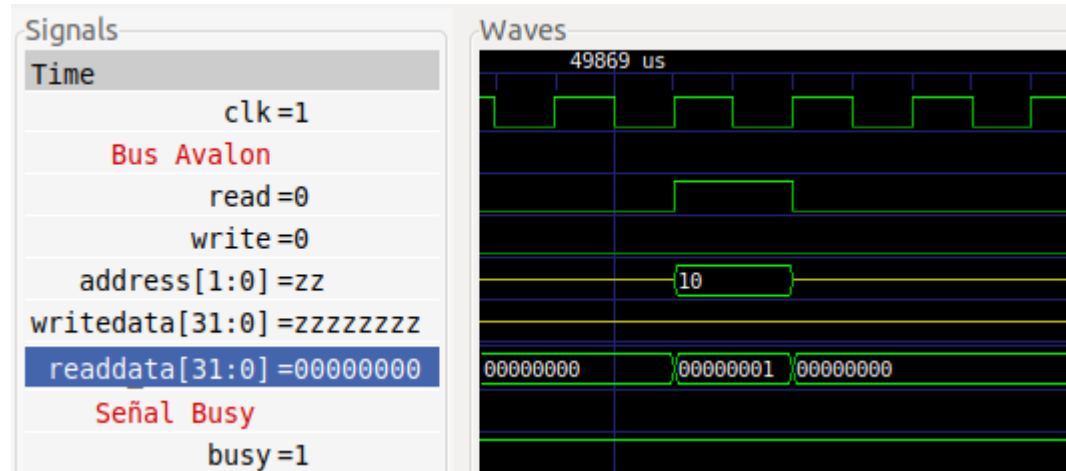 Signals
Waves
Time
49869 us
clk =1
Bus Avalon
read =0
write =0
address[1:0] =zz
10
writedata[31:0] =zzzzzzzz
readdata[31:0] =00000000
00000000
00000001
00000000
Señal Busy
busy =1